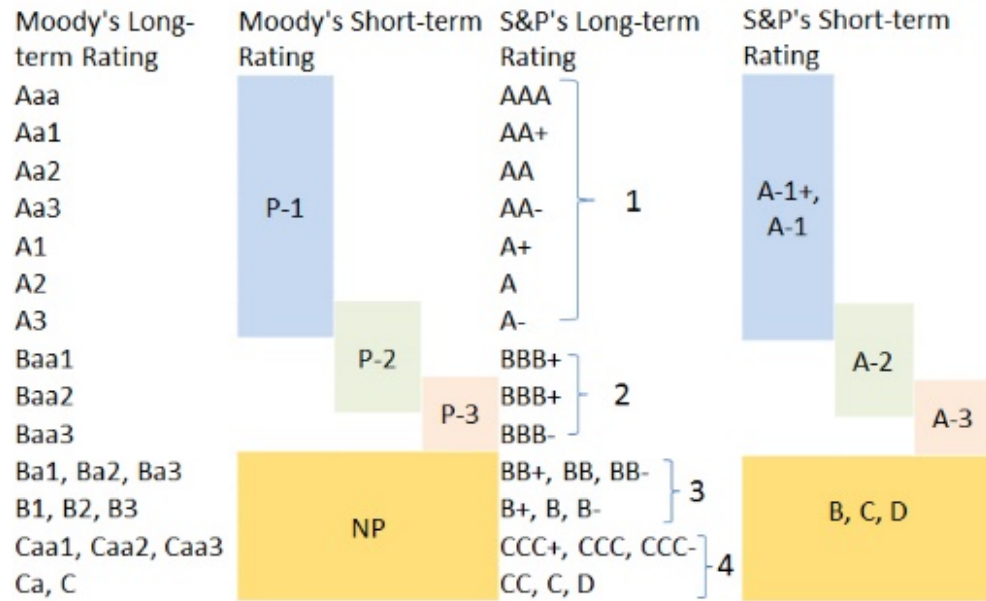 Moody's Long-term Rating
Moody's Short-term Rating
S&P's Long-term Rating
S&P's Short-term Rating
Aaa
AAA
Aa1
AA+
Aa2
AA
Aa3
P-1
AA-
1
A-1+,
A-1
A1
A+
A2
A
A3
A-
Baa1
P-2
BBB+
A-2
Baa2
BBB+
2
Baa3
P-3
BBB-
A-3
Ba1, Ba2, Ba3
BB+, BB, BB-
3
B1, B2, B3
NP
B+, B, B-
B, C, D
Caa1, Caa2, Caa3
CCC+, CCC, CCC-
4
Ca, C
CC, C, D